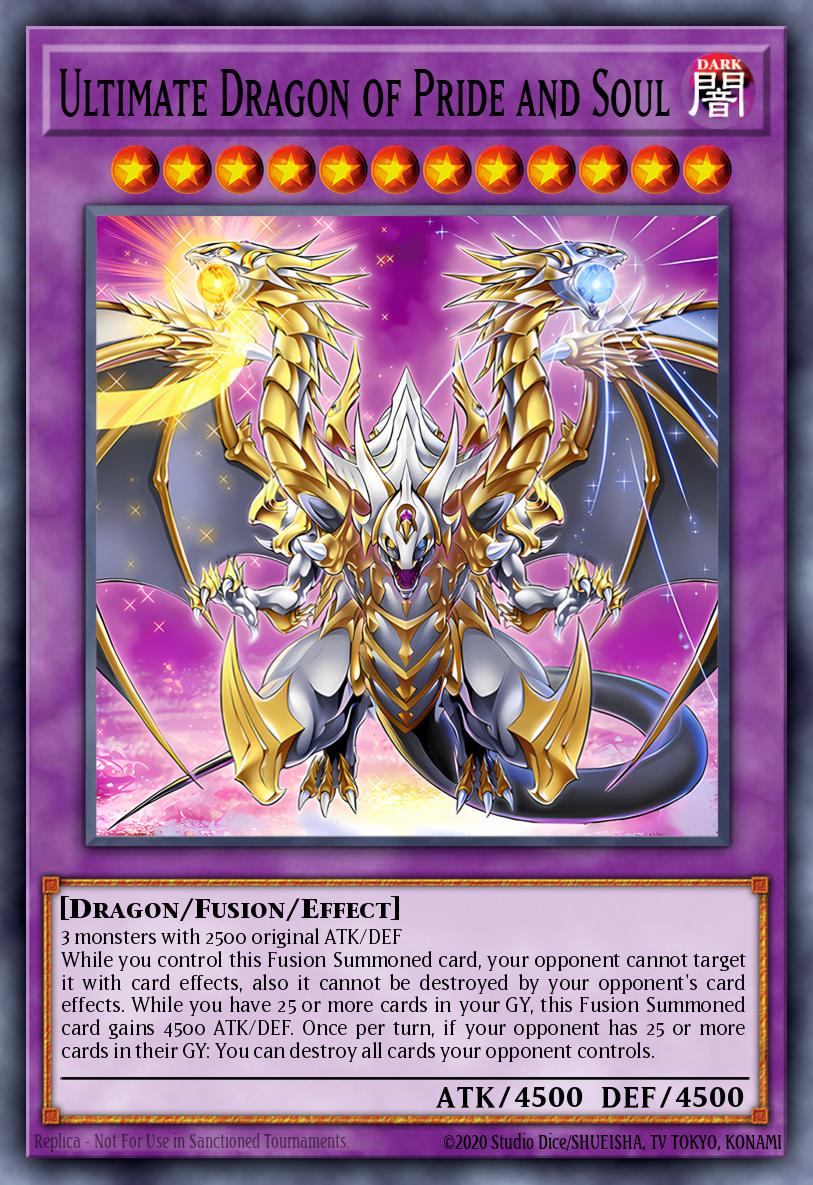 Ultimate Dragon of Pride and Soul
DARK
闇
[Dragon/Fusion/Effect]
3 monsters with 2500 original ATK/DEF
While you control this Fusion Summoned card, your opponent cannot target
it with card effects, also it cannot be destroyed by your opponent's card
effects. While you have 25 or more cards in your GY, this Fusion Summoned
card gains 4500 ATK/DEF. Once per turn, if your opponent has 25 or more
cards in their GY: You can destroy all cards your opponent controls.
ATK/4500 DEF/4500
Replica - Not For Use in Sanctioned Tournaments.
©2020 Studio Dice/SHUEISHA, TV TOKYO, KONAMI